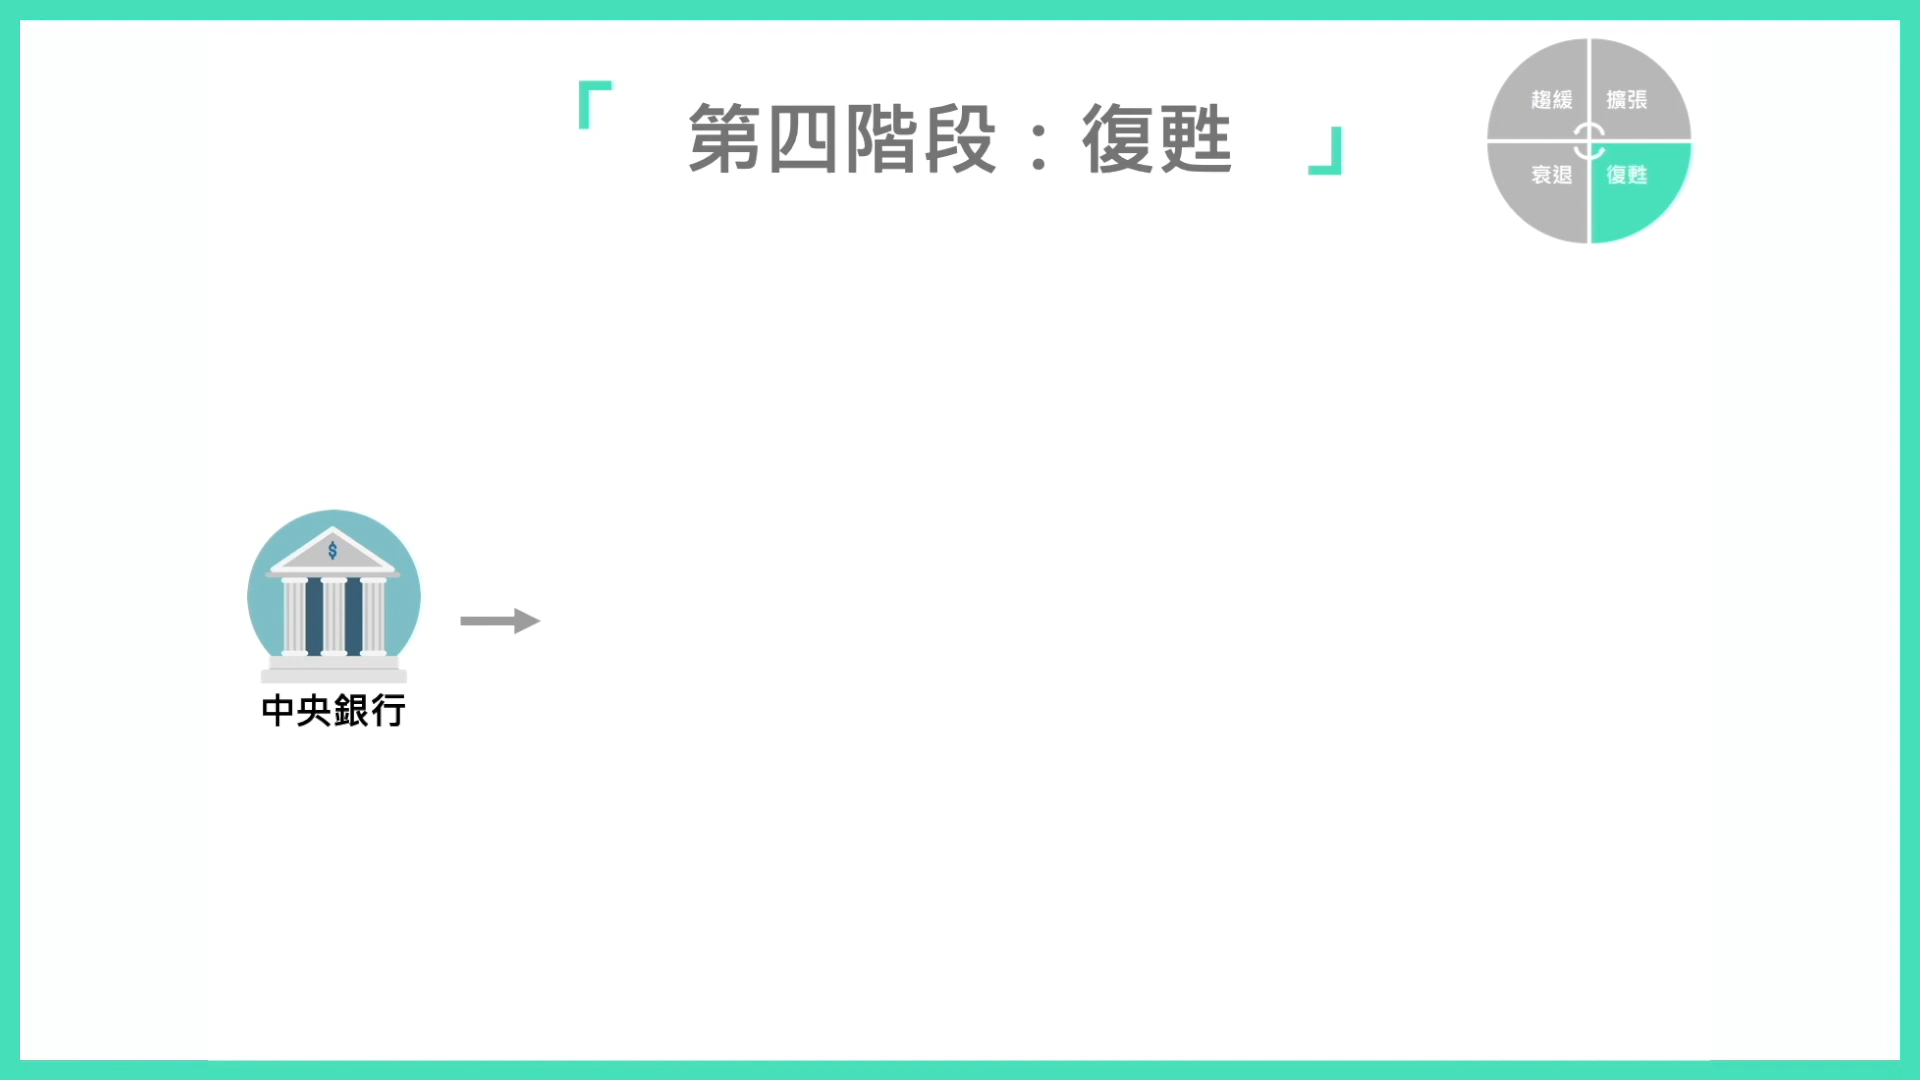 「 第四階段：復甦 」
趨緩 擴張
衰退 復甦
$
中央銀行